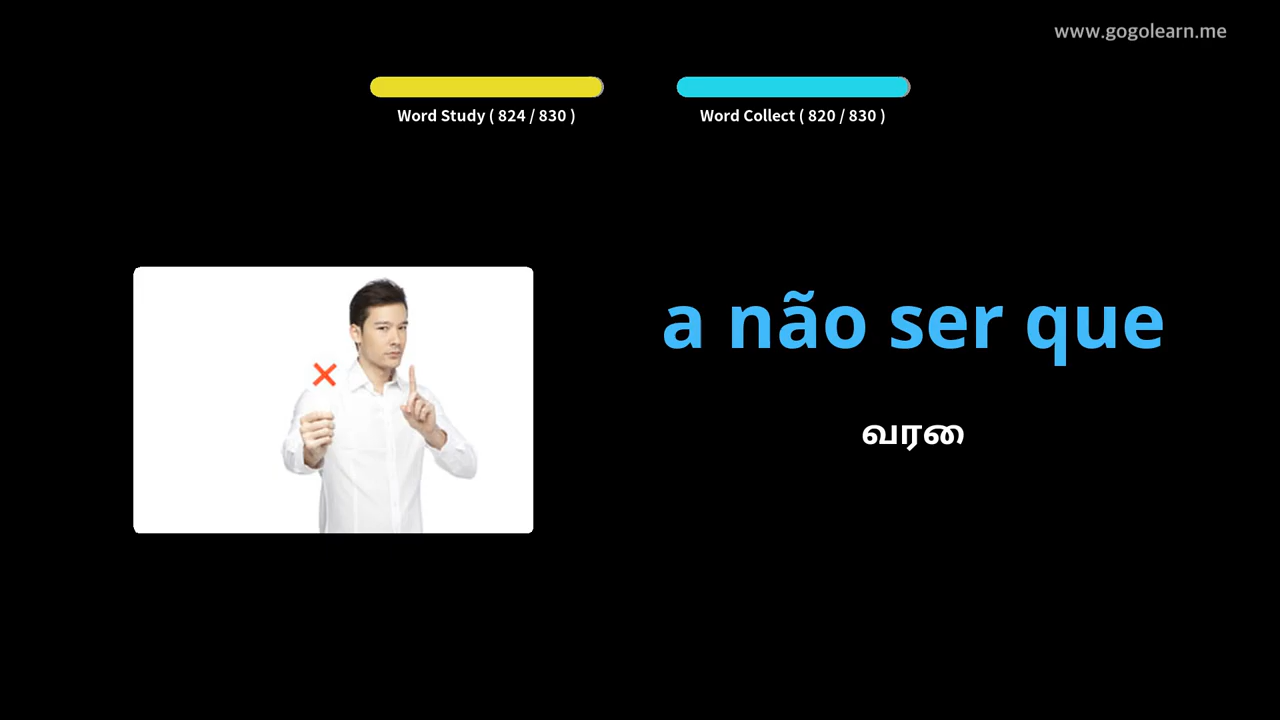 www.gogolearn.me
Word Study ( 824 / 830 )
Word Collect ( 820 / 830 )
a não ser que
வரை